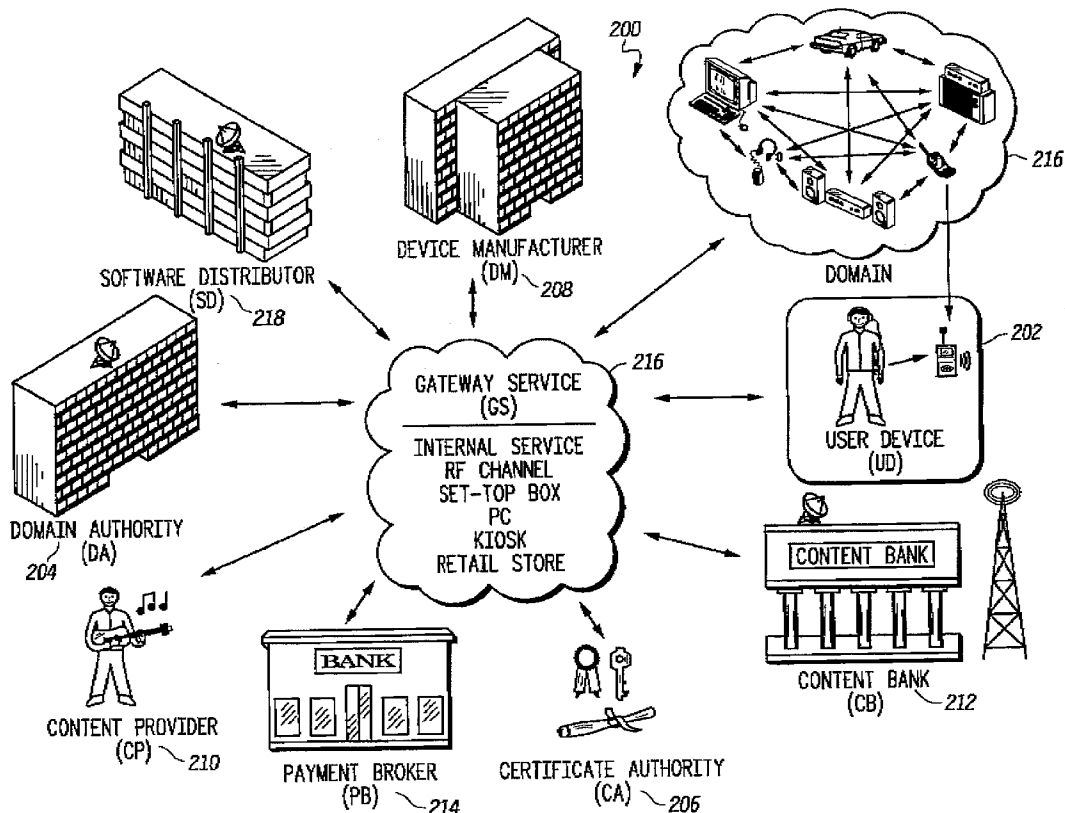 200
216
DOMAIN
SOFTWARE DISTRIBUTOR
(SD)
218
DEVICE MANUFACTURER
(DM)
208
216
GATEWAY SERVICE
(GS)
INTERNAL SERVICE
RF CHANNEL
SET-TOP BOX
PC
KIOSK
RETAIL STORE
202
USER DEVICE
(UD)
DOMAIN AUTHORITY
(DA)
204
CONTENT BANK
CONTENT BANK
(CB)
212
CONTENT PROVIDER
(CP)
210
BANK
PAYMENT BROKER
(PB)
214
CERTIFICATE AUTHORITY
(CA)
206